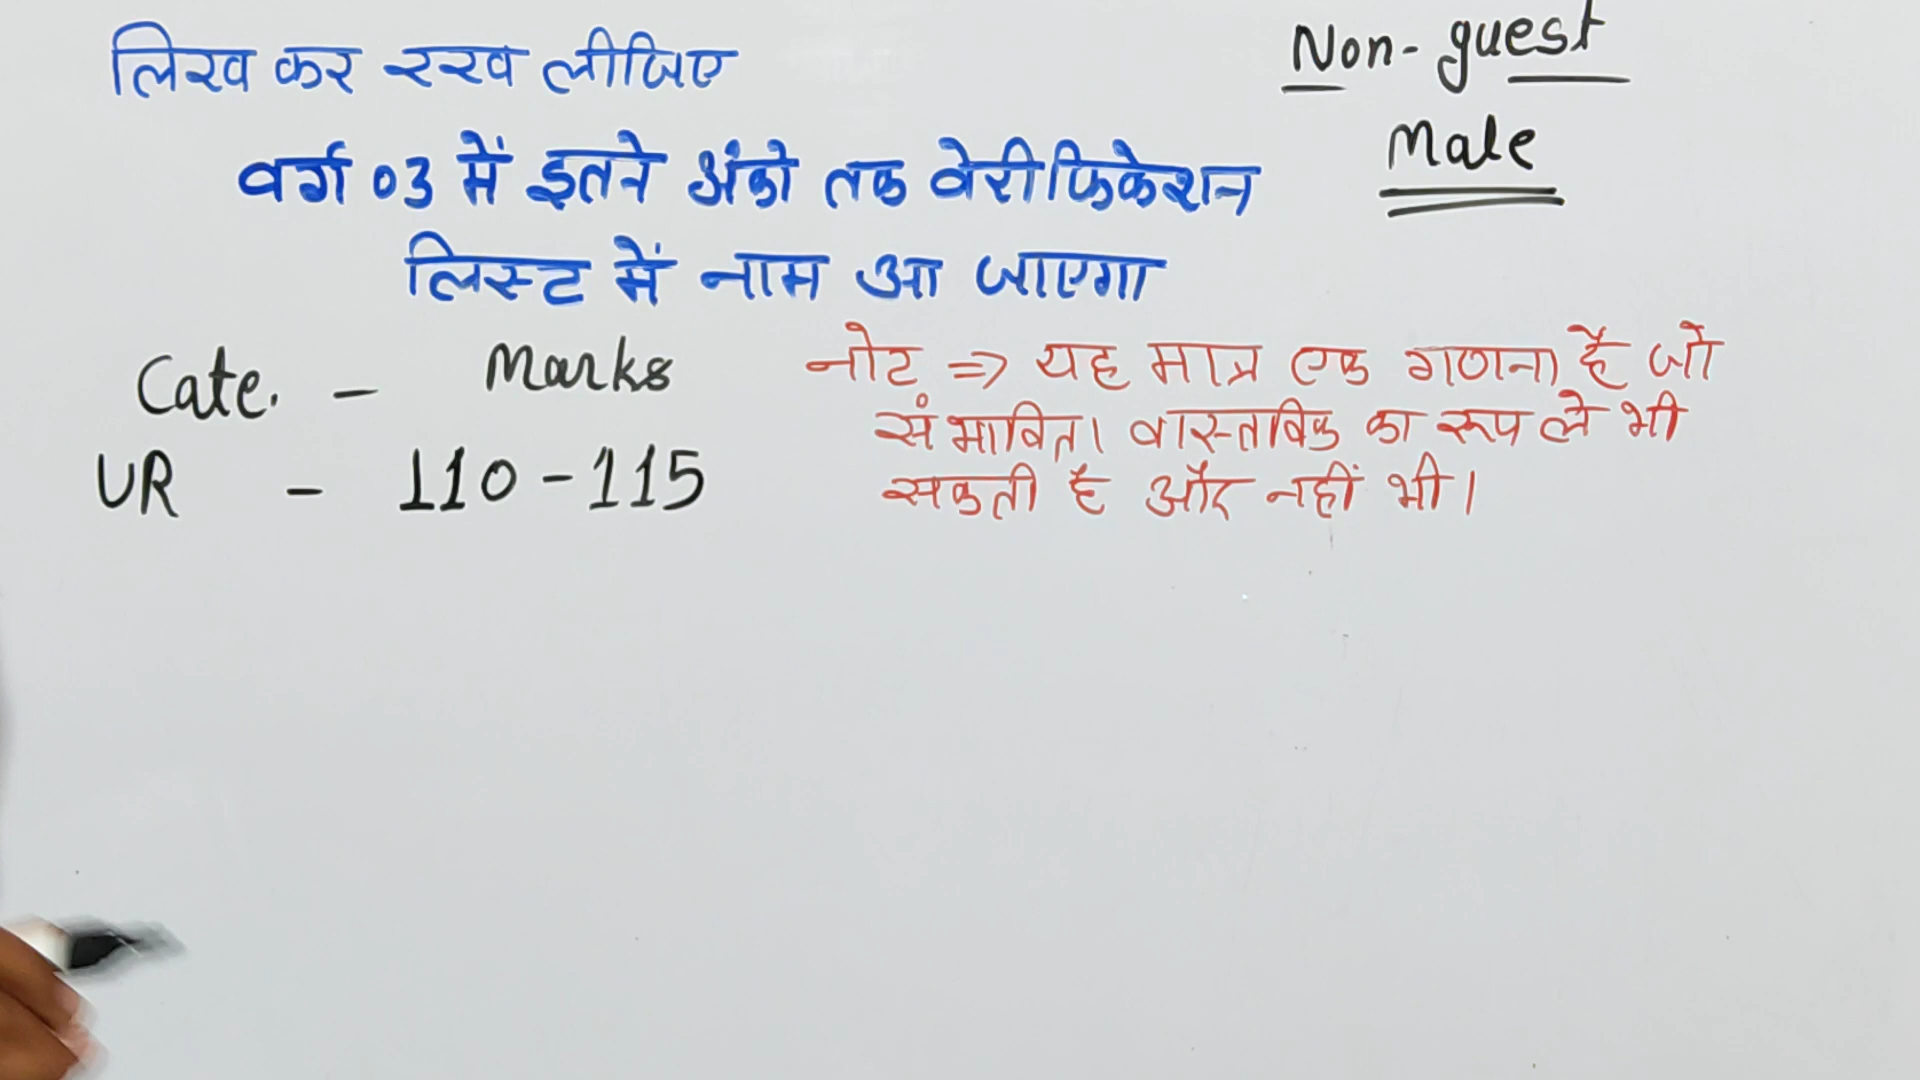 लिख कर रख लीजिए
Non-guest
Male
वर्ग 03 में इतने अंको तक वेरीफिकेशन
लिस्ट में नाम आ जाएगा
Cate. - Marks
UR - 110-115
नोट => यह मात्र एक गणना है जो
संभावित। वास्तविक का रूप ले भी
सकती है और नहीं भी।